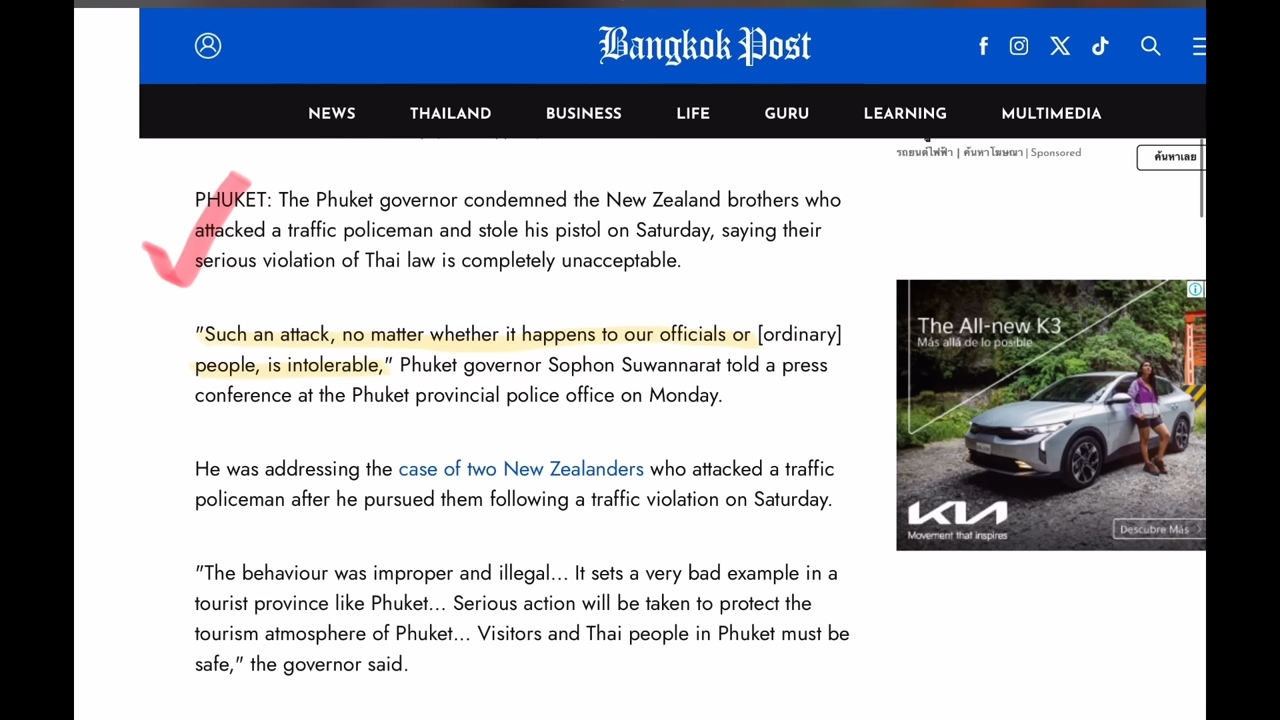 Bangkok Post
NEWS THAILAND BUSINESS LIFE GURU LEARNING MULTIMEDIA
รถยนต์ไฟฟ้า | ค้นหาโฆษณา | Sponsored
ค้นหาเลย
PHUKET: The Phuket governor condemned the New Zealand brothers who
attacked a traffic policeman and stole his pistol on Saturday, saying their
serious violation of Thai law is completely unacceptable.
"Such an attack, no matter whether it happens to our officials or [ordinary]
people, is intolerable," Phuket governor Sophon Suwannarat told a press
conference at the Phuket provincial police office on Monday.
He was addressing the case of two New Zealanders who attacked a traffic
policeman after he pursued them following a traffic violation on Saturday.
"The behaviour was improper and illegal... It sets a very bad example in a
tourist province like Phuket... Serious action will be taken to protect the
tourism atmosphere of Phuket... Visitors and Thai people in Phuket must be
safe," the governor said.
The All-new K3
Más allá de lo posible
KIA
Movement that inspires
Descubre Más